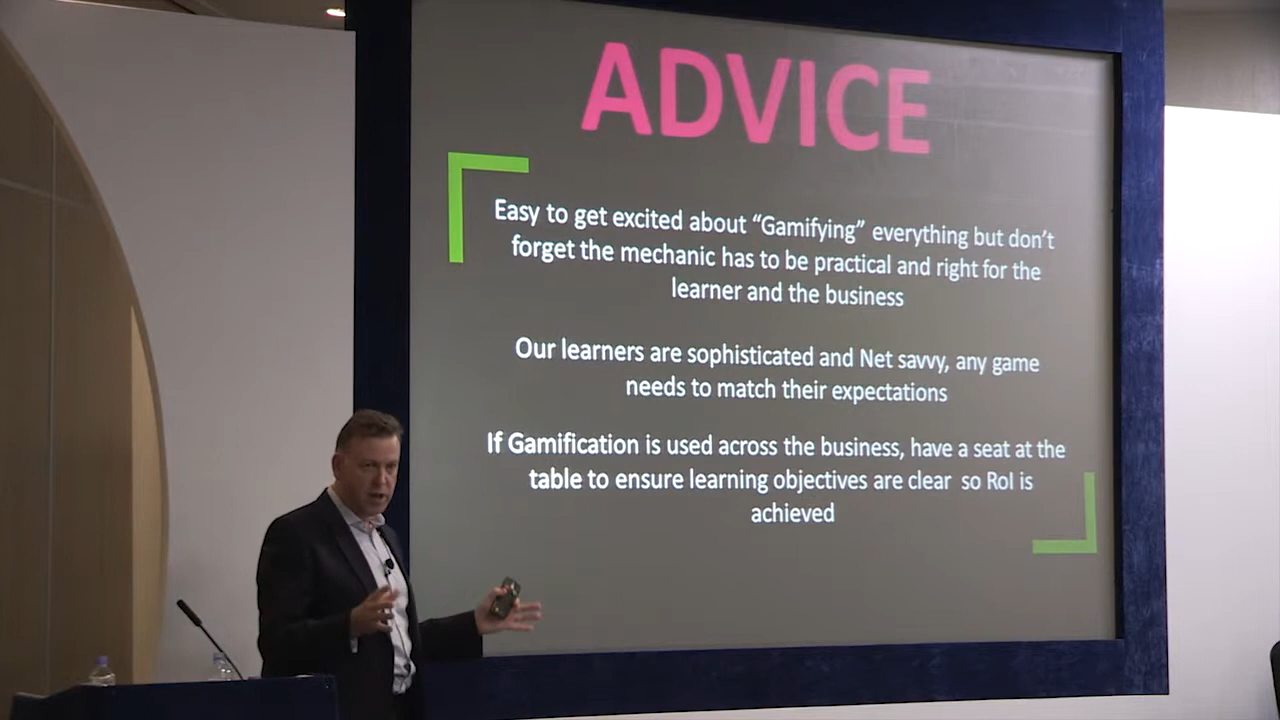 ADVICE
Easy to get excited about “Gamifying” everything but don’t
forget the mechanic has to be practical and right for the
learner and the business
Our learners are sophisticated and Net savvy, any game
needs to match their expectations
If Gamification is used across the business, have a seat at the
table to ensure learning objectives are clear  so RoI is
achieved